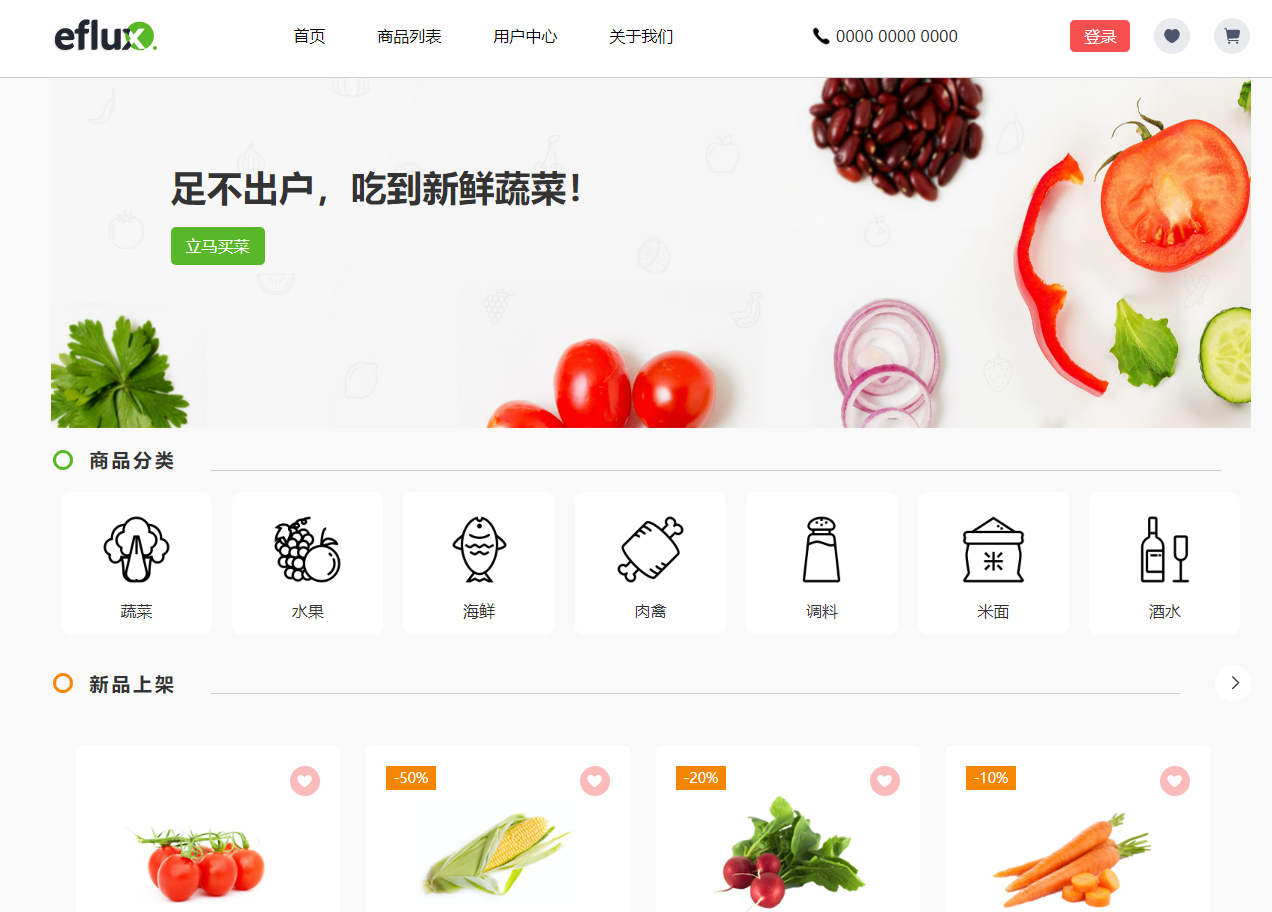 eflux.
首页
商品列表
用户中心
关于我们
0000 0000 0000
登录
足不出户，吃到新鲜蔬菜！
立马买菜
商品分类
蔬菜
水果
海鲜
肉禽
调料
米
米面
酒水
新品上架
-50%
-20%
-10%